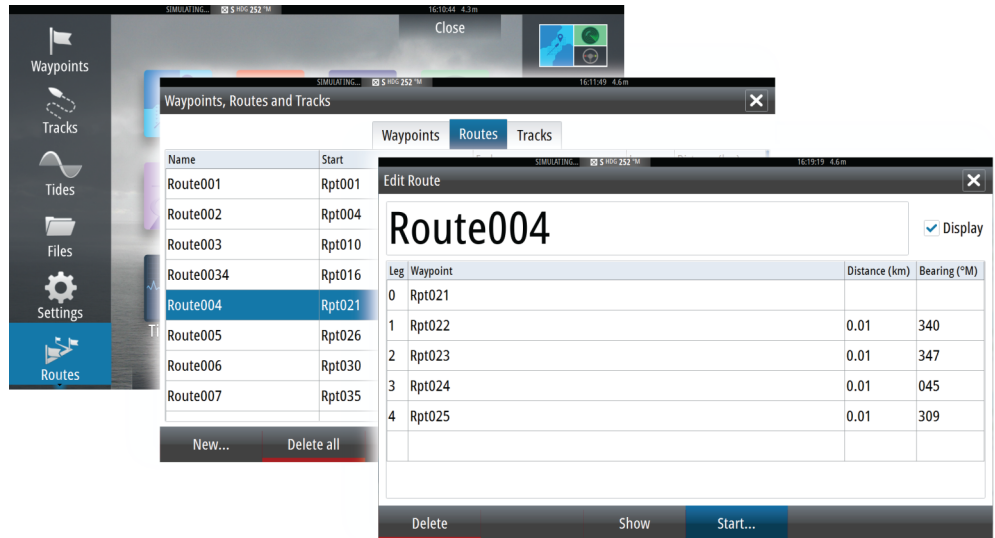 SIMULATING... S HDG 252 °M 16:10:44 4.3 m
Close
Waypoints
Tracks
Tides
Files
Settings
Routes
SIMULATING... S HDG 252 °M 16:11:49 4.6 m
Waypoints, Routes and Tracks
Waypoints Routes Tracks
Name Start
Route001 Rpt001
Route002 Rpt004
Route003 Rpt010
Route0034 Rpt016
Route004 Rpt021
Route005 Rpt026
Route006 Rpt030
Route007 Rpt035
New... Delete all
SIMULATING... S HDG 252 °M 16:19:19 4.6 m
Edit Route
Route004 Display
Leg Waypoint Distance (km) Bearing (°M)
0 Rpt021
1 Rpt022 0.01 340
2 Rpt023 0.01 347
3 Rpt024 0.01 045
4 Rpt025 0.01 309
Delete Show Start...